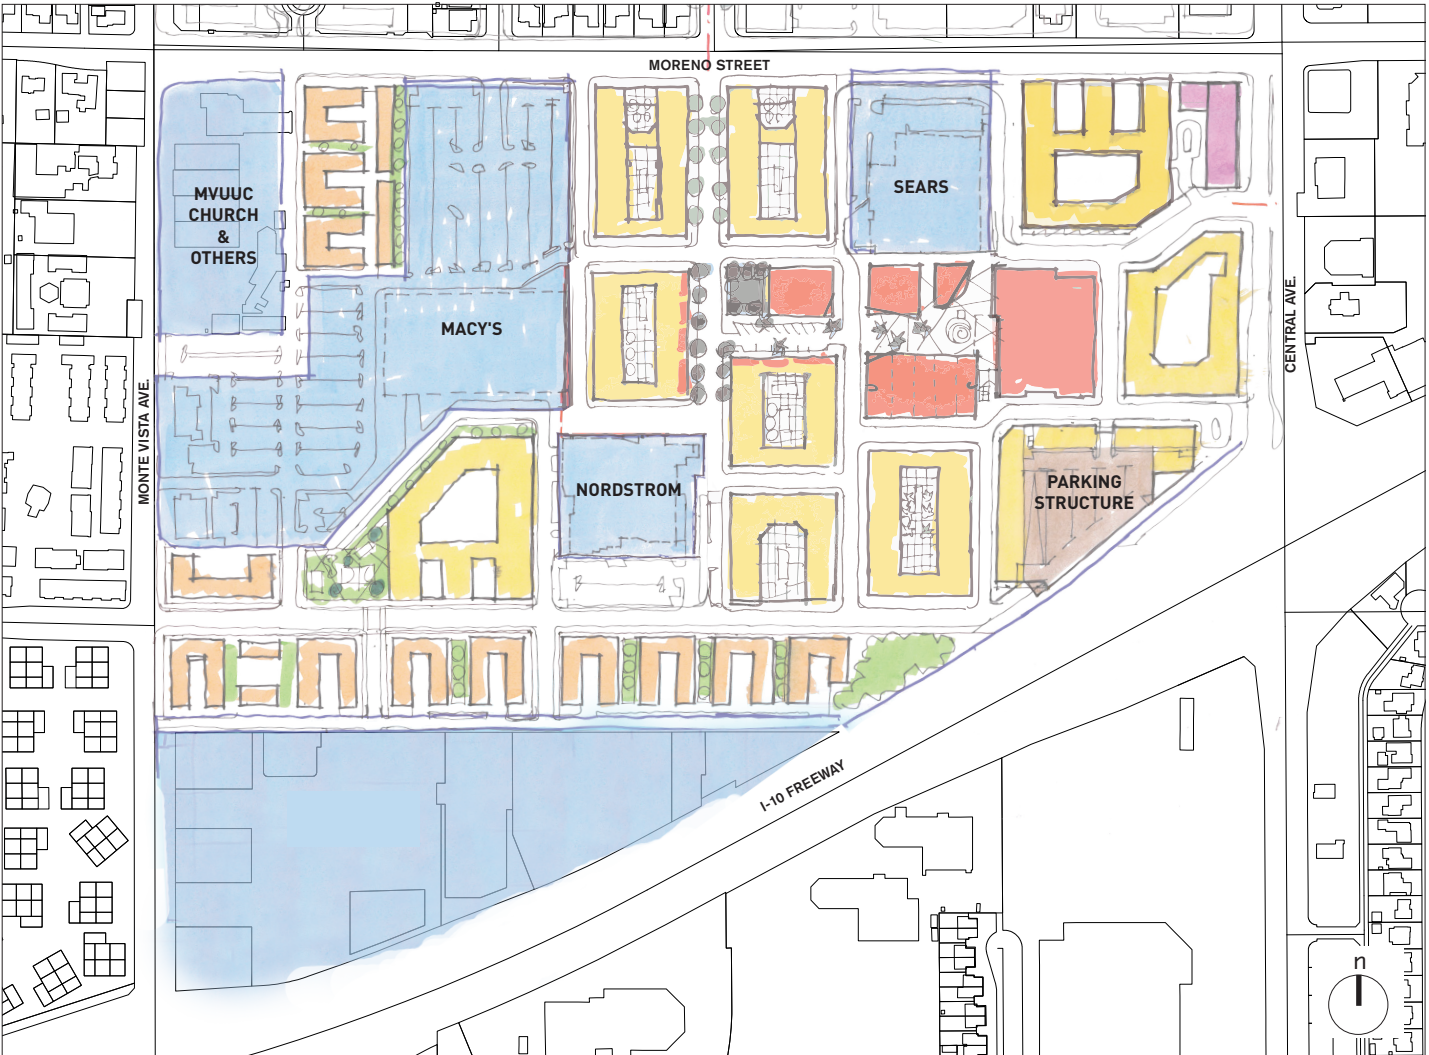 MORENO STREET
SEARS
MVUUC
CHURCH
&
OTHERS
MACY'S
CENTRAL AVE.
MONTE VISTA AVE.
NORDSTROM
PARKING
STRUCTURE
I-10 FREEWAY
n